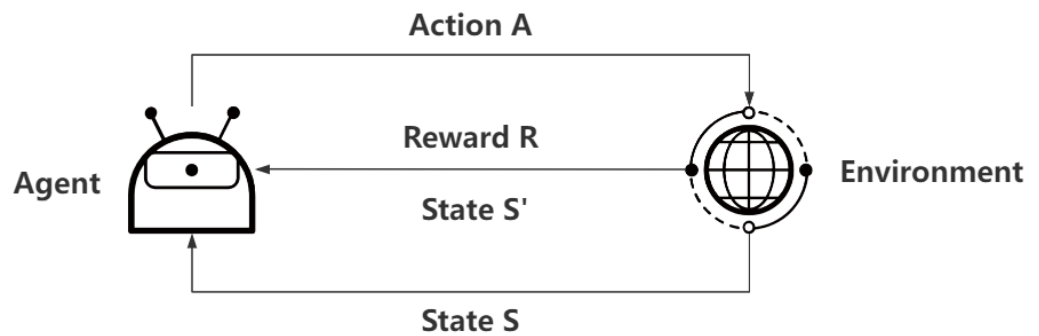 Action A
Reward R
Agent
Environment
State S'
State S